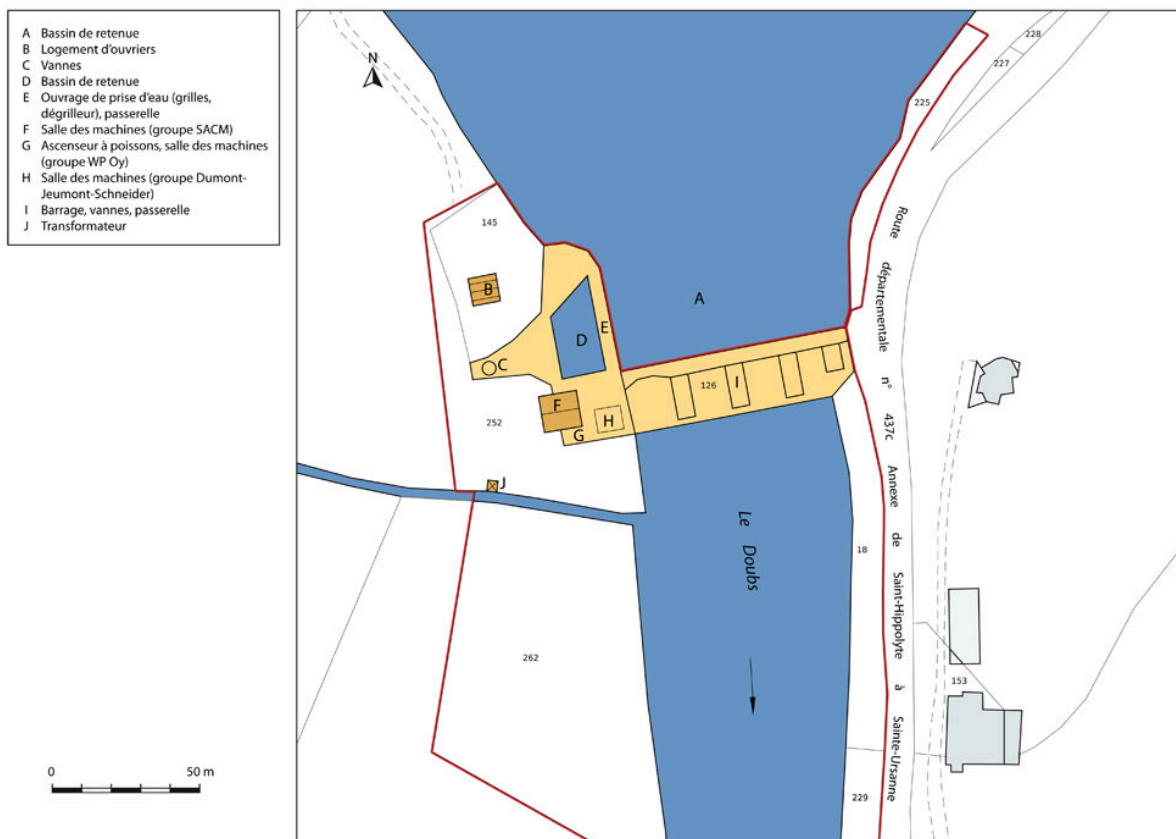 A Bassin de retenue
B Logement d'ouvriers
C Vannes
D Bassin de retenue
E Ouvrage de prise d'eau (grilles,
dégrilleur), passerelle
F Salle des machines (groupe SACM)
G Ascenseur à poissons, salle des machines
(groupe WP Oy)
H Salle des machines (groupe Dumont-
Jeumont-Schneider)
I Barrage, vannes, passerelle
J Transformateur
N
228
227
225
145
B
A
D
E
C
F
G
H
126
I
252
J
Route départementale n° 437c Annexe de Saint-Hippolyte à Sainte-Ursanne
Le Doubs
18
262
153
229
0 50 m